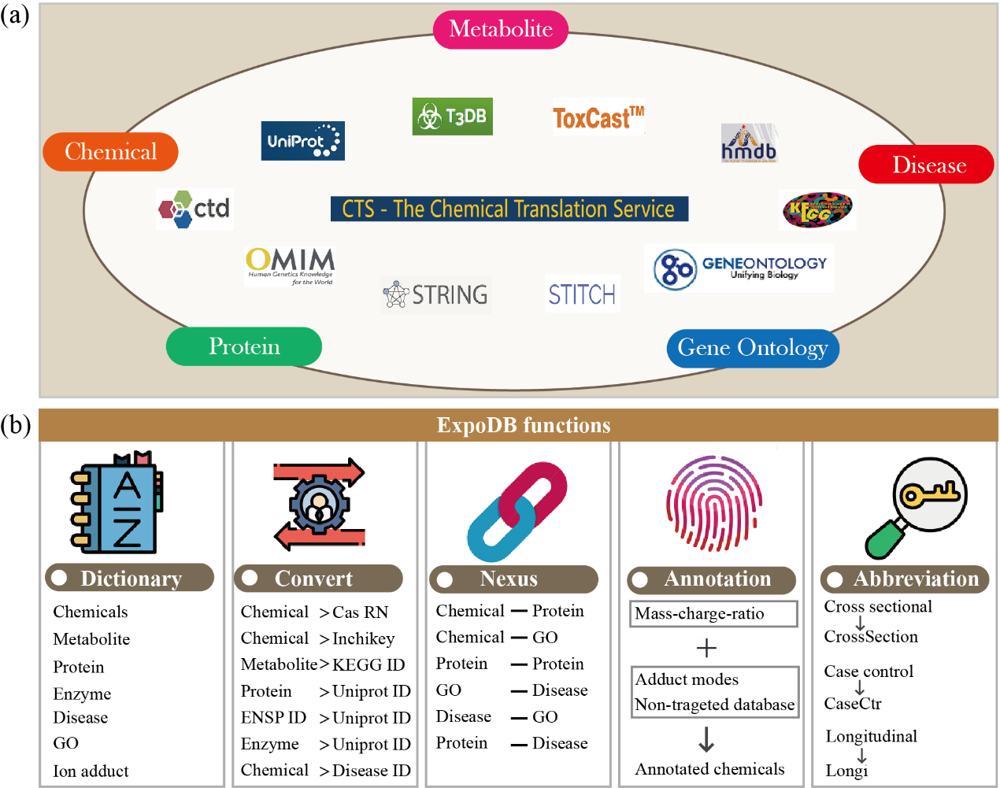 (a)
Metabolite
T3DB
ToxCast™
UniProt
hmdb
Chemical
Disease
ctd
CTS - The Chemical Translation Service
KEGG
OMIM
Human Genetics Knowledge
for the World
GENEONTOLOGY
Unifying Biology
STRING
STITCH
Protein
Gene Ontology
(b)
ExpoDB functions
A
Z
Dictionary
Chemicals
Metabolite
Protein
Enzyme
Disease
GO
Ion adduct
Convert
Chemical > Cas RN
Chemical > Inchikey
Metabolite > KEGG ID
Protein > Uniprot ID
ENSP ID > Uniprot ID
Enzyme > Uniprot ID
Chemical > Disease ID
Nexus
Chemical — Protein
Chemical — GO
Protein — Protein
GO — Disease
Disease — GO
Protein — Disease
Annotation
Mass-charge-ratio
+
Adduct modes
Non-trageted database
↓
Annotated chemicals
Abbreviation
Cross sectional
↓
CrossSection
Case control
↓
CaseCtr
Longitudinal
↓
Longi